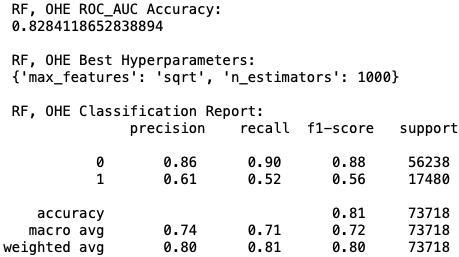 RF, OHE ROC_AUC Accuracy:
0.8284118652838894
RF, OHE Best Hyperparameters:
{'max_features': 'sqrt', 'n_estimators': 1000}
RF, OHE Classification Report:
precision recall f1-score support
0 0.86 0.90 0.88 56238
1 0.61 0.52 0.56 17480
accuracy 0.81 73718
macro avg 0.74 0.71 0.72 73718
weighted avg 0.80 0.81 0.80 73718